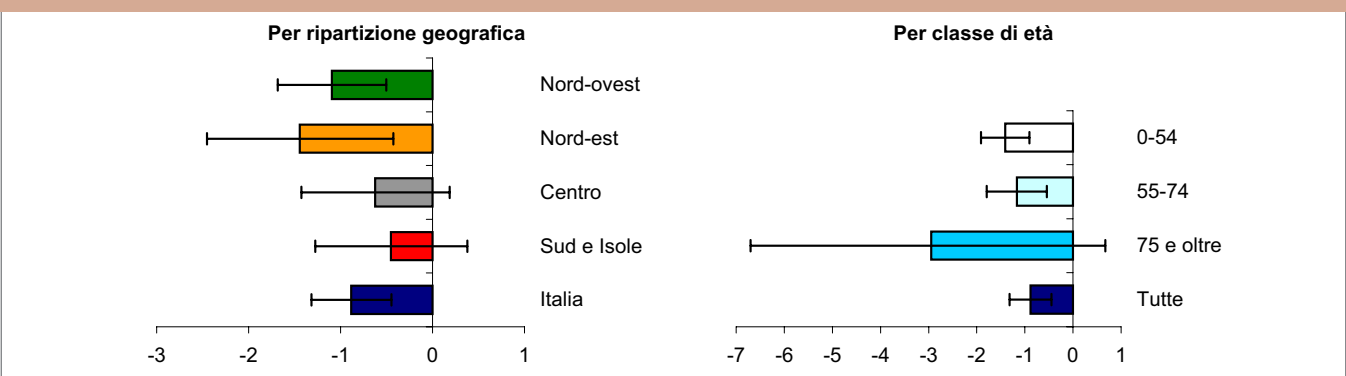 Per ripartizione geografica
Nord-ovest
Nord-est
Centro
Sud e Isole
Italia
-3 -2 -1 0 1
Per classe di età
0-54
55-74
75 e oltre
Tutte
-7 -6 -5 -4 -3 -2 -1 0 1